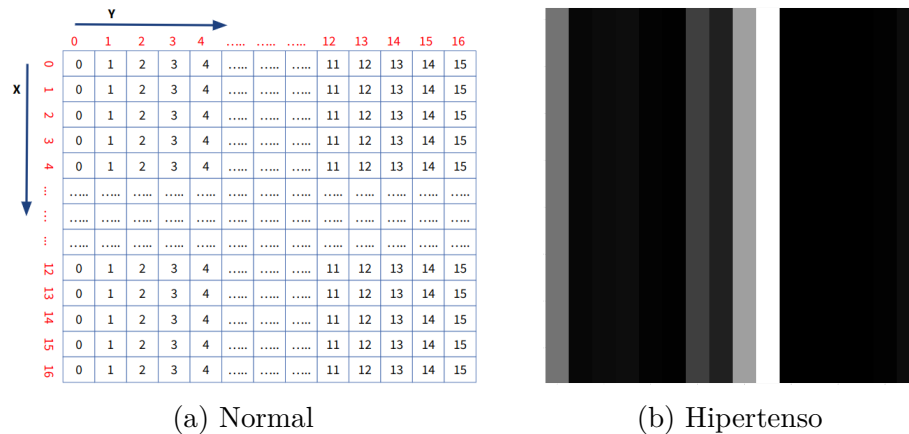 Y
0 1 2 3 4 ..... ..... ..... 12 13 14 15 16
X
0 0 1 2 3 4 ..... ..... ..... 11 12 13 14 15
1 0 1 2 3 4 ..... ..... ..... 11 12 13 14 15
2 0 1 2 3 4 ..... ..... ..... 11 12 13 14 15
3 0 1 2 3 4 ..... ..... ..... 11 12 13 14 15
4 0 1 2 3 4 ..... ..... ..... 11 12 13 14 15
... ..... ..... ..... ..... ..... ..... ..... ..... ..... ..... ..... ..... .....
... ..... ..... ..... ..... ..... ..... ..... ..... ..... ..... ..... ..... .....
... ..... ..... ..... ..... ..... ..... ..... ..... ..... ..... ..... ..... .....
12 0 1 2 3 4 ..... ..... ..... 11 12 13 14 15
13 0 1 2 3 4 ..... ..... ..... 11 12 13 14 15
14 0 1 2 3 4 ..... ..... ..... 11 12 13 14 15
15 0 1 2 3 4 ..... ..... ..... 11 12 13 14 15
16 0 1 2 3 4 ..... ..... ..... 11 12 13 14 15
(a) Normal
(b) Hipertenso